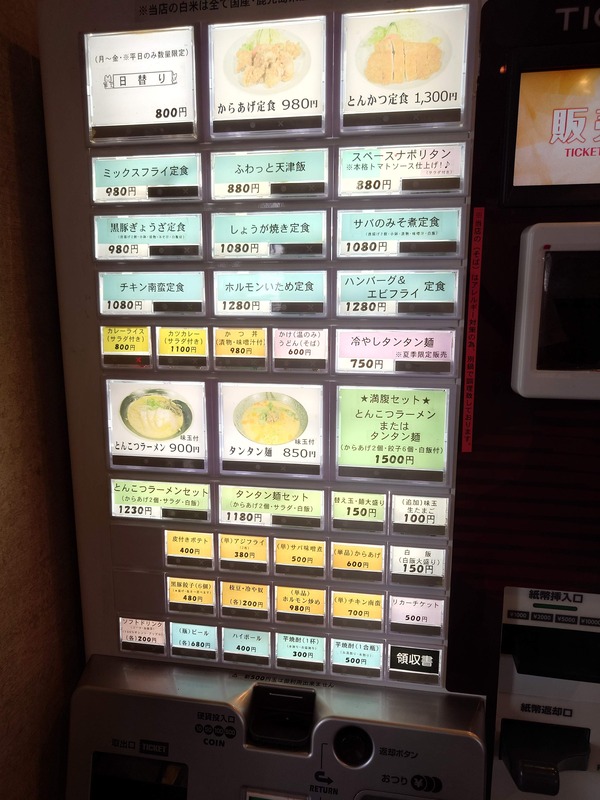 ※当店の白米は全て国産・鹿児島県
(月〜金・※平日のみ数量限定)
日替り
800円
からあげ定食 980円
とんかつ定食 1,300円
ミックスフライ定食
980円
ふわっと天津飯
880円
スペースナポリタン
※本格トマトソース仕上げ!♪
880円
黒豚ぎょうざ定食
980円
しょうが焼き定食
1080円
サバのみそ煮定食
1080円
チキン南蛮定食
1080円
ホルモンいため定食
1280円
ハンバーグ&
エビフライ 定食
1280円
カレーライス
(サラダ付き)
800円
カツカレー
(サラダ付き)
1100円
かつ丼
(漬物・味噌汁付)
980円
かけ(温のみ)
うどん(そば)
600円
冷やしタンタン麺
※夏季限定販売
750円
味玉付
とんこつラーメン 900円
味玉付
タンタン麺 850円
★満腹セット★
とんこつラーメン
または
タンタン麺
(からあげ2個・餃子6個・白飯付)
1500円
とんこつラーメンセット
(からあげ2個・サラダ・白飯)
1230円
タンタン麺セット
(からあげ2個・サラダ・白飯)
1180円
替え玉・麺大盛り
150円
(追加)味玉
生たまご
100円
皮付きポテト
400円
(単)アジフライ
380円
(単)サバ味噌煮
500円
(単品)からあげ
600円
白 飯
(白飯大盛り)
150円
黒豚餃子(6個)
480円
枝豆・冷や奴
(各)200円
(単品)
ホルモン炒め
980円
(単)チキン南蛮
700円
リカーチケット
500円
ソフトドリンク
(各)200円
(瓶)ビール
(各)680円
ハイボール
400円
芋焼酎(1杯)
300円
芋焼酎(1合瓶)
500円
領収書
硬貨投入口
COIN
取出口 TICKET
RETURN
返却ボタン
おつり
TIC
販
TICKET
紙幣挿入口
紙幣返却口